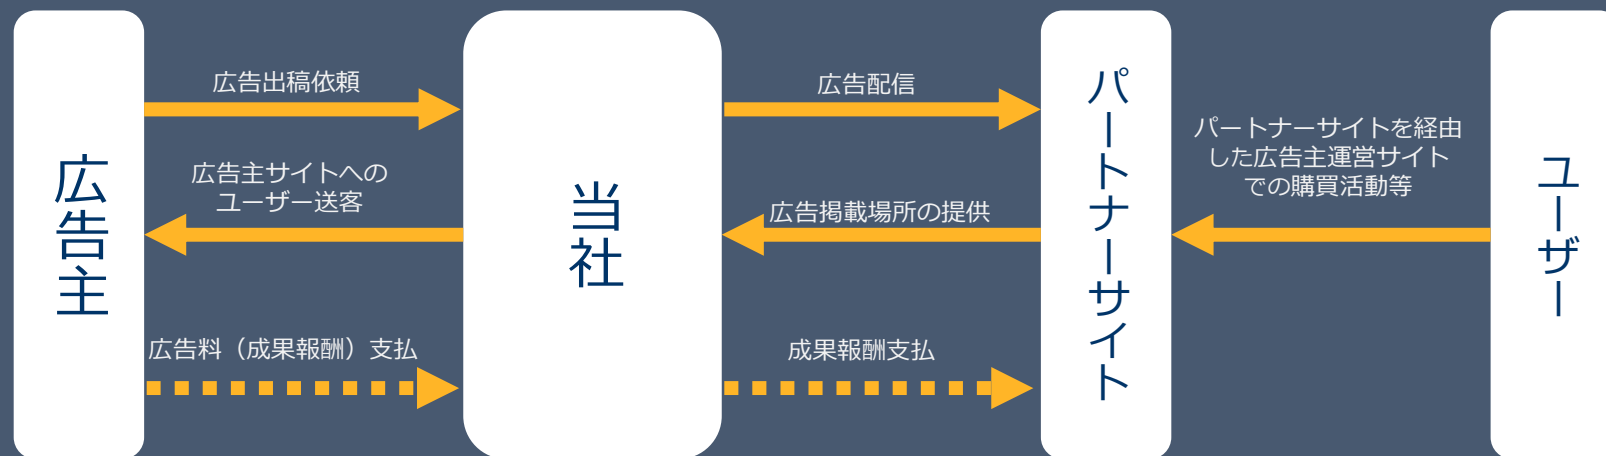 広告主
広告出稿依頼
広告主サイトへの
ユーザー送客
広告料（成果報酬）支払
当社
広告配信
広告掲載場所の提供
成果報酬支払
パートナーサイト
パートナーサイトを経由
した広告主運営サイト
での購買活動等
ユーザー